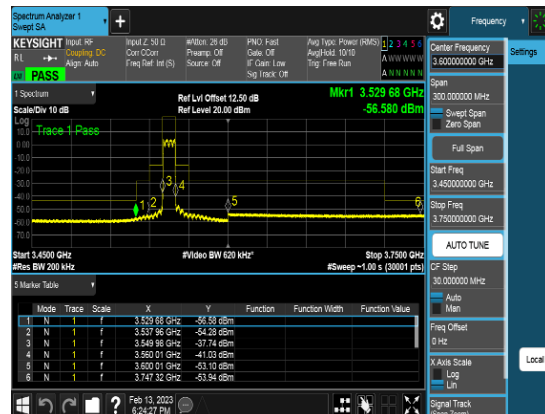 Spectrum Analyzer 1
Swept SA
+
Frequency
KEYSIGHT Input: RF Input Z: 50 Ω #Atten: 26 dB PNO: Fast Avg Type: Power (RMS) 1 2 3 4 5 6
RL Coupling: DC Corr CCorr Preamp: Off Gate: Off Avg|Hold: 10/10 A W W W W W
Align: Auto Freq Ref: Int (S) Source: Off IF Gain: Low Trig: Free Run
Sig Track: Off A N N N N N
PASS
1 Spectrum
Ref Lvl Offset 12.50 dB Mkr1 3.529 68 GHz
Scale/Div 10 dB Ref Level 20.00 dBm -56.580 dBm
Log
Trace 1 Pass
10.0
0.00
-10.0
-20.0
-30.0
-40.0
-50.0
-60.0
-70.0
1 2 3 4 5 6
Start 3.4500 GHz #Video BW 620 kHz* Stop 3.7500 GHz
#Res BW 200 kHz #Sweep ~1.00 s (30001 pts)
5 Marker Table
Mode Trace Scale X Y Function Function Width Function Value
1 N 1 f 3.529 68 GHz -56.58 dBm
2 N 1 f 3.537 96 GHz -54.28 dBm
3 N 1 f 3.549 98 GHz -37.74 dBm
4 N 1 f 3.560 01 GHz -41.03 dBm
5 N 1 f 3.600 01 GHz -53.10 dBm
6 N 1 f 3.747 32 GHz -53.94 dBm
Feb 13, 2023
6:24:27 PM
?
Center Frequency
3.600000000 GHz
Settings
Span
300.000000 MHz
Swept Span
Zero Span
Full Span
Start Freq
3.450000000 GHz
Stop Freq
3.750000000 GHz
AUTO TUNE
CF Step
30.000000 MHz
Auto
Man
Freq Offset
0 Hz
X Axis Scale
Log
Lin
Local
Signal Track
(Span Zoom)